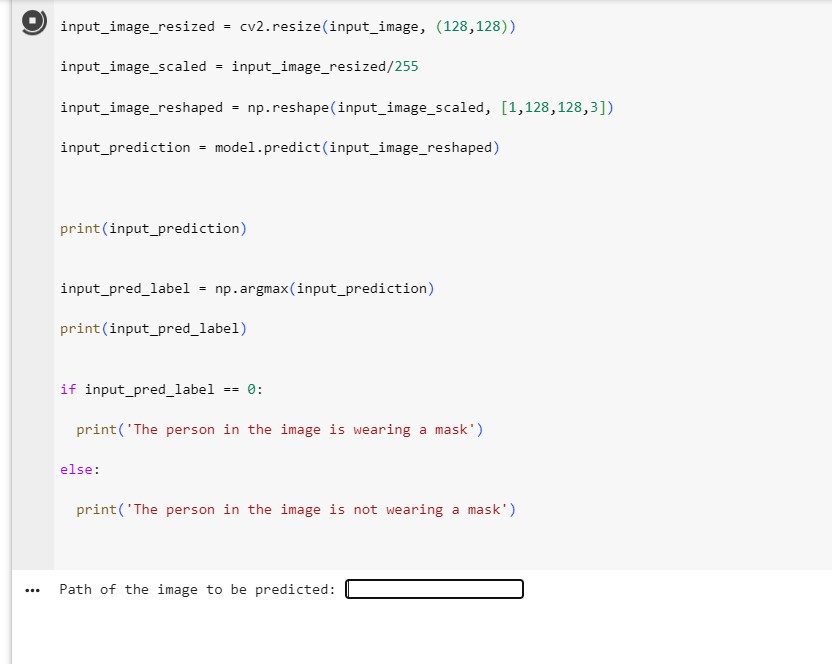 input_image_resized = cv2.resize(input_image, (128,128))
input_image_scaled = input_image_resized/255
input_image_reshaped = np.reshape(input_image_scaled, [1,128,128,3])
input_prediction = model.predict(input_image_reshaped)
print(input_prediction)
input_pred_label = np.argmax(input_prediction)
print(input_pred_label)
if input_pred_label == 0:
  print('The person in the image is wearing a mask')
else:
  print('The person in the image is not wearing a mask')
Path of the image to be predicted: